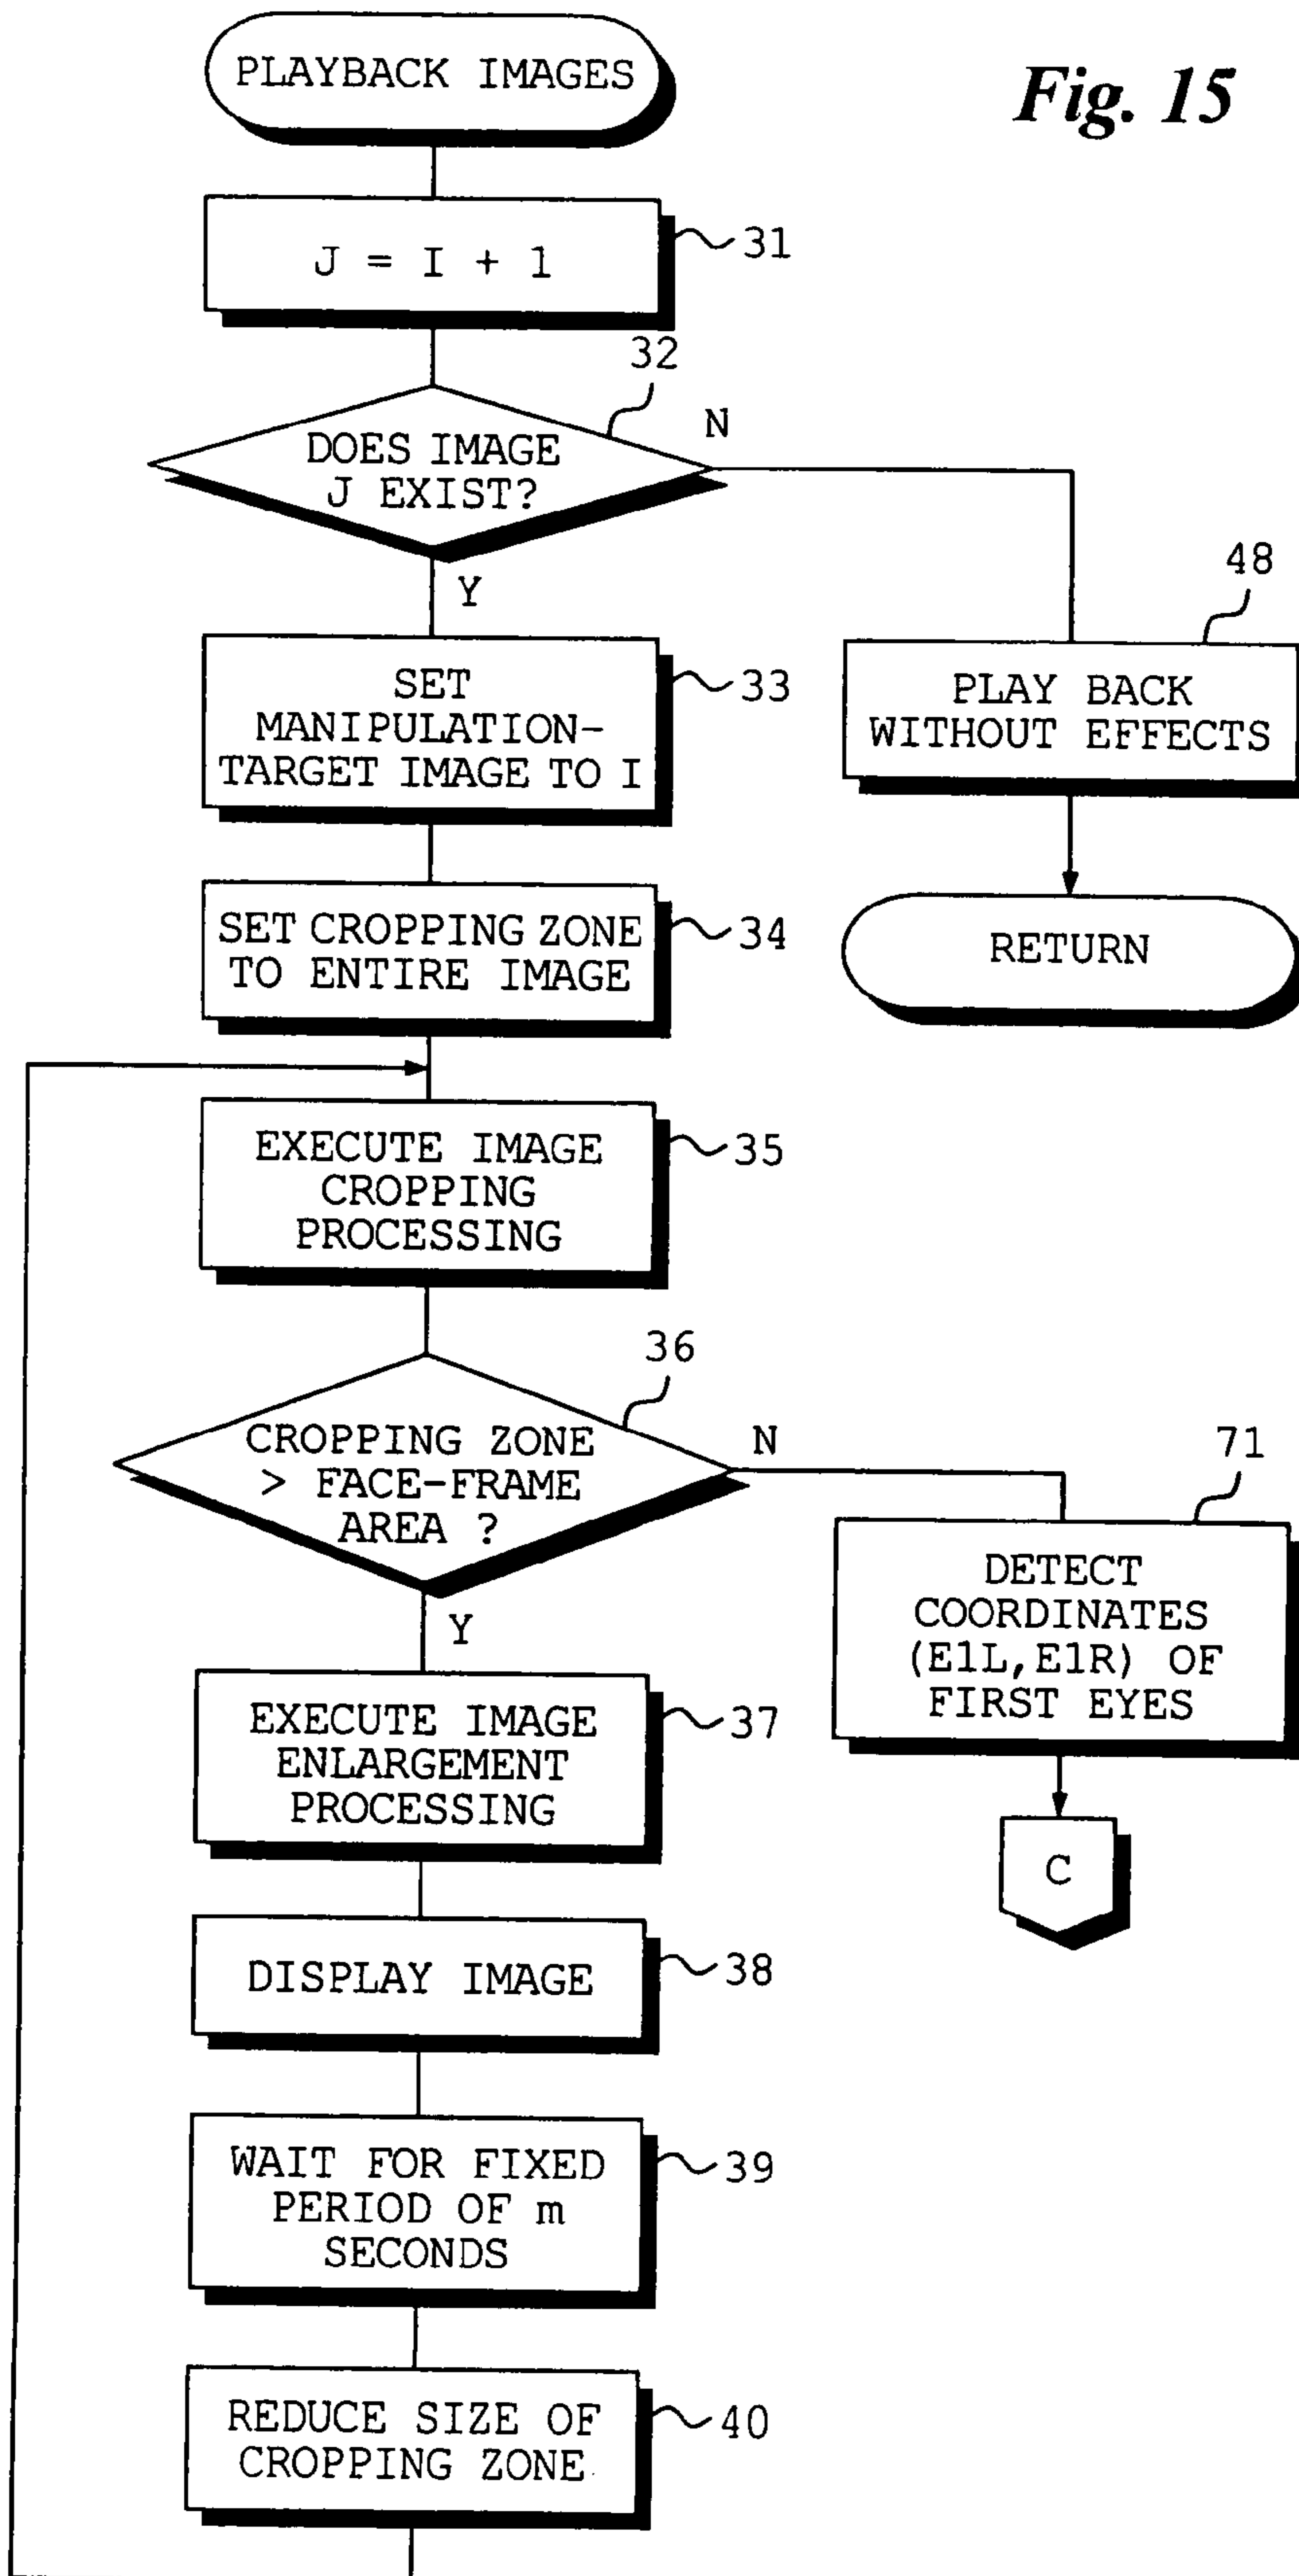 Fig. 15
PLAYBACK IMAGES
J = I + 1
31
32
DOES IMAGE
J EXIST?
N
Y
48
SET
MANIPULATION-
TARGET IMAGE TO I
33
PLAY BACK
WITHOUT EFFECTS
SET CROPPING ZONE
TO ENTIRE IMAGE
34
RETURN
EXECUTE IMAGE
CROPPING
PROCESSING
35
36
CROPPING ZONE
> FACE-FRAME
AREA ?
N
Y
71
DETECT
COORDINATES
(E1L,E1R) OF
FIRST EYES
EXECUTE IMAGE
ENLARGEMENT
PROCESSING
37
C
DISPLAY IMAGE
38
WAIT FOR FIXED
PERIOD OF m
SECONDS
39
REDUCE SIZE OF
CROPPING ZONE
40